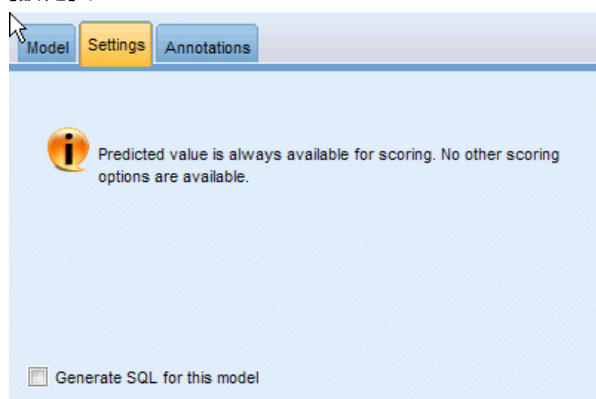 Model Settings Annotations
Predicted value is always available for scoring. No other scoring
options are available.
Generate SQL for this model